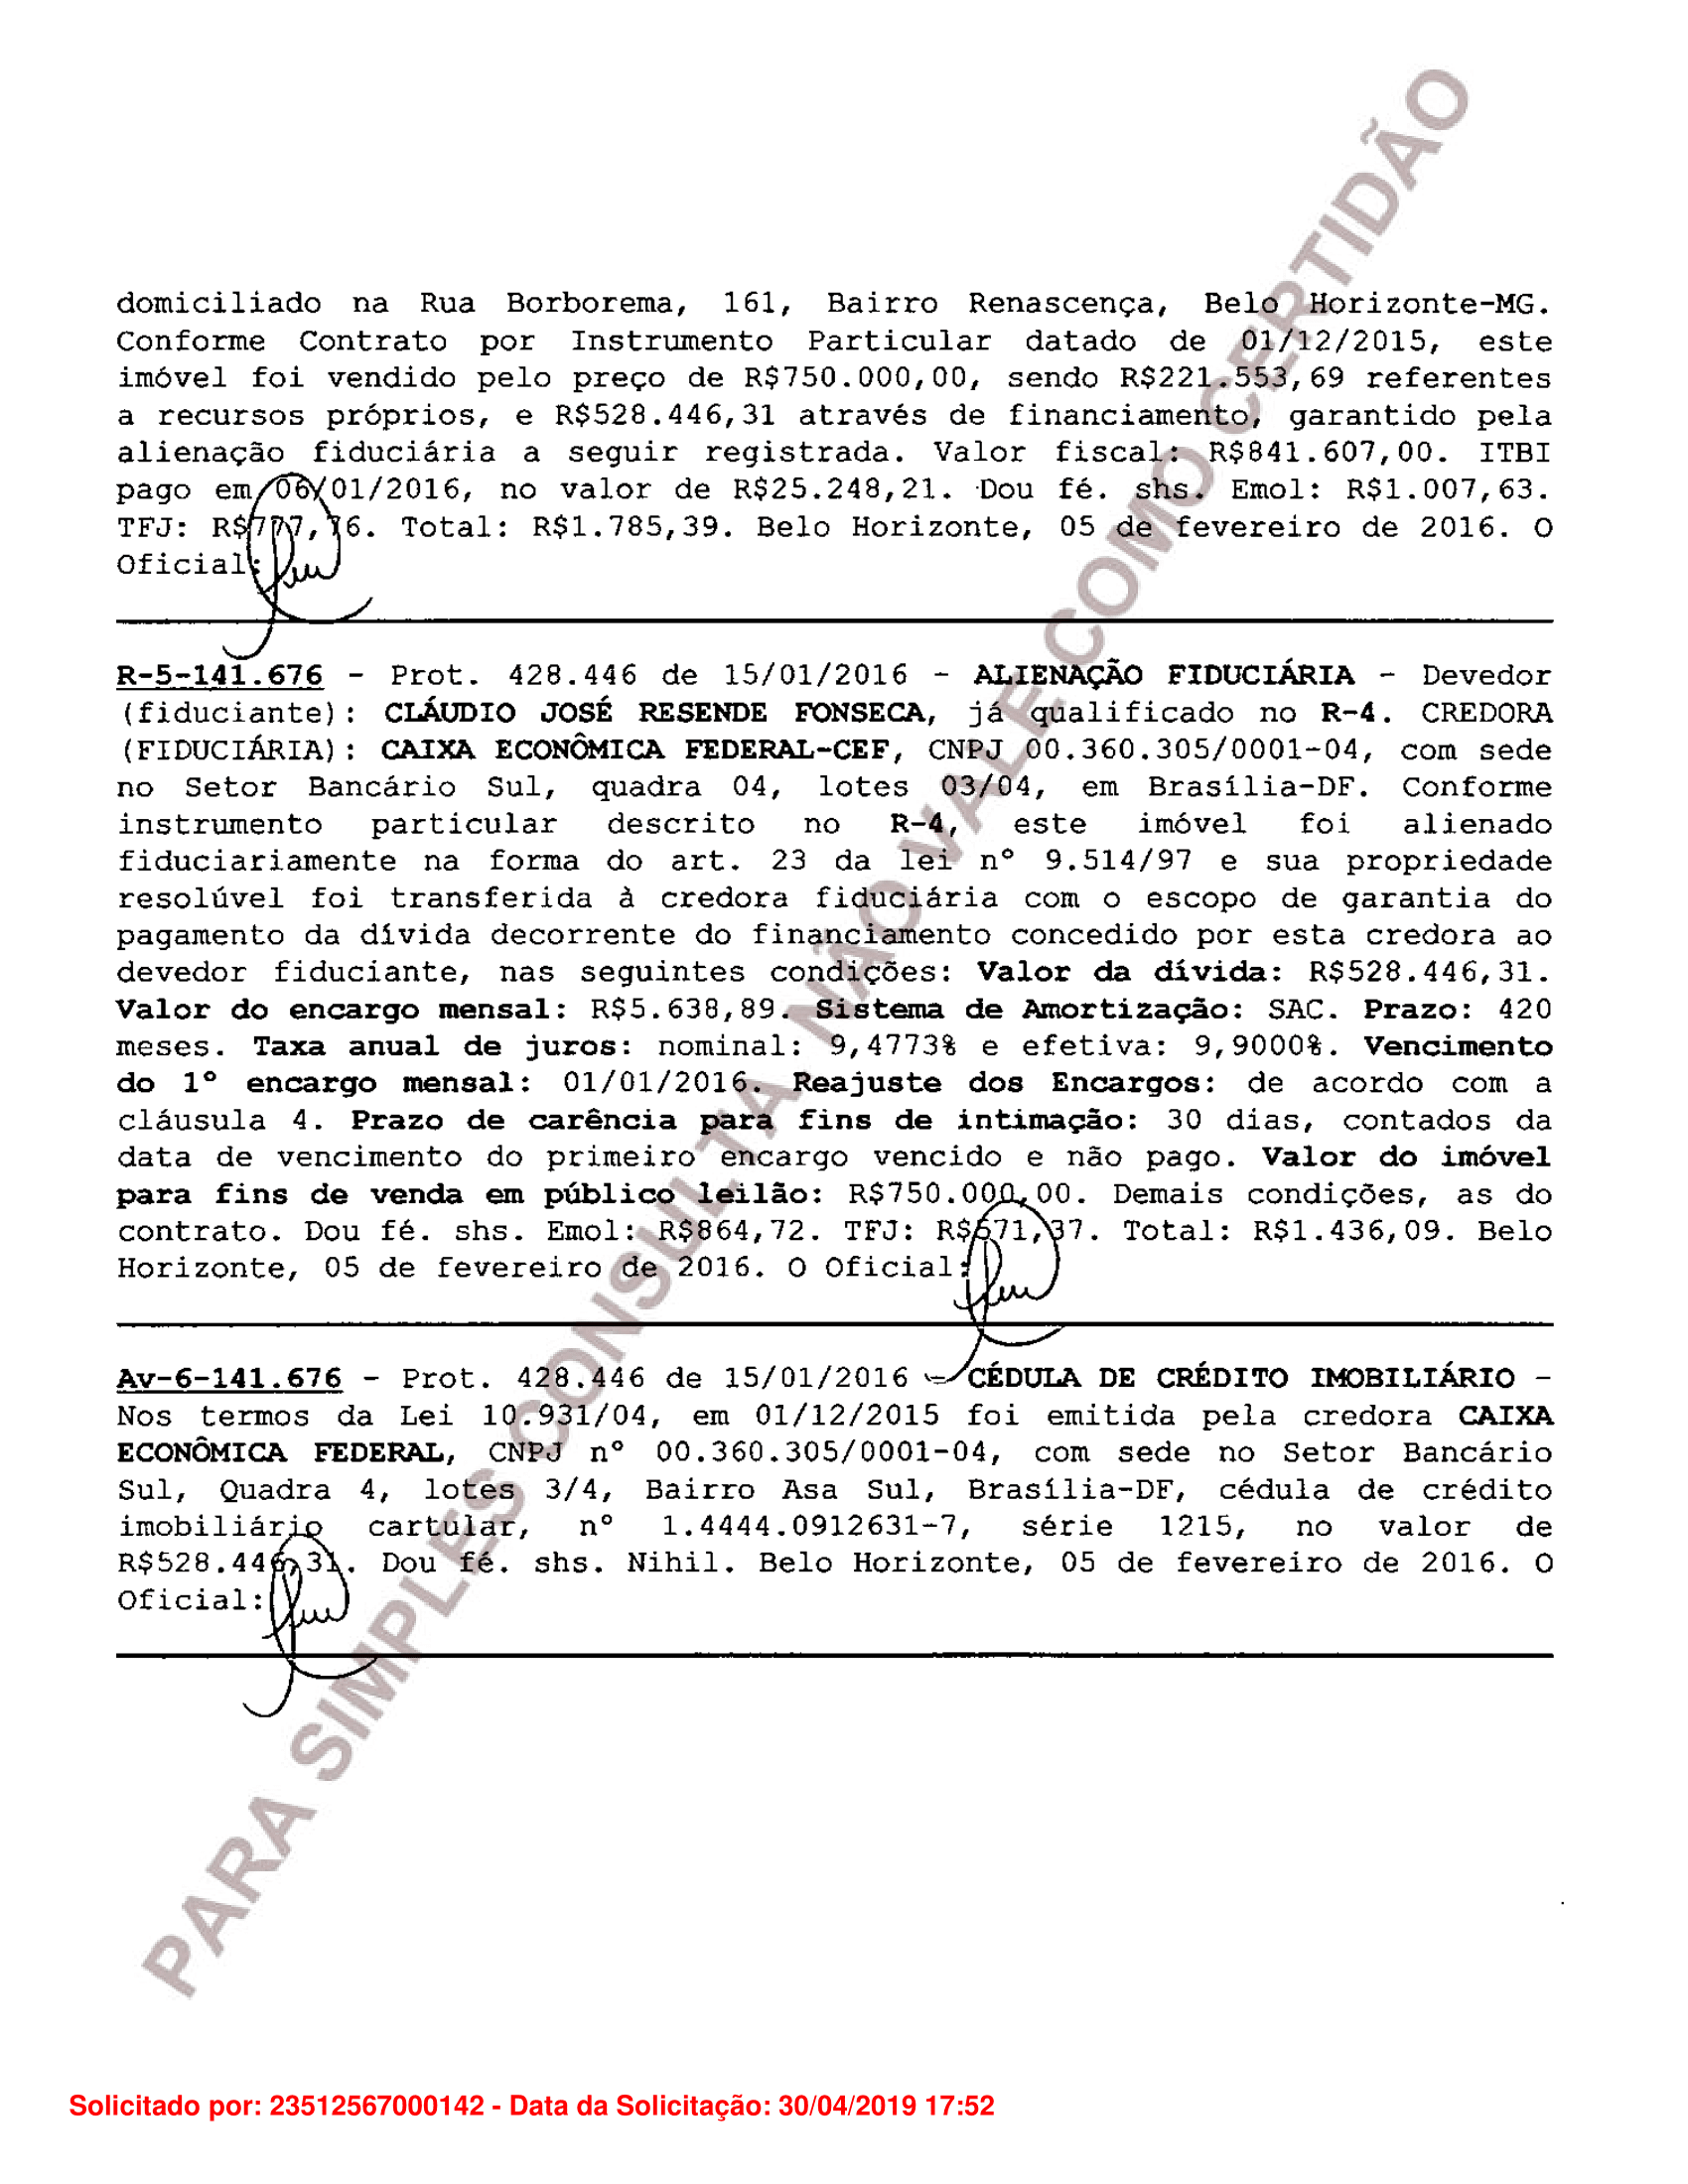 domiciliado na Rua Borborema, 161, Bairro Renascença, Belo Horizonte-MG.
Conforme Contrato por Instrumento Particular datado de 01/12/2015, este
imóvel foi vendido pelo preço de R$750.000,00, sendo R$221.553,69 referentes
a recursos próprios, e R$528.446,31 através de financiamento, garantido pela
alienação fiduciária a seguir registrada. Valor fiscal: R$841.607,00. ITBI
pago em 06/01/2016, no valor de R$25.248,21. Dou fé. shs. Emol: R$1.007,63.
TFJ: R$777,76. Total: R$1.785,39. Belo Horizonte, 05 de fevereiro de 2016. O
Oficial:
R-5-141.676 - Prot. 428.446 de 15/01/2016 - ALIENAÇÃO FIDUCIÁRIA - Devedor
(fiduciante): CLÁUDIO JOSÉ RESENDE FONSECA, já qualificado no R-4. CREDORA
(FIDUCIÁRIA): CAIXA ECONÔMICA FEDERAL-CEF, CNPJ 00.360.305/0001-04, com sede
no Setor Bancário Sul, quadra 04, lotes 03/04, em Brasília-DF. Conforme
instrumento particular descrito no R-4, este imóvel foi alienado
fiduciariamente na forma do art. 23 da lei nº 9.514/97 e sua propriedade
resolúvel foi transferida à credora fiduciária com o escopo de garantia do
pagamento da dívida decorrente do financiamento concedido por esta credora ao
devedor fiduciante, nas seguintes condições: Valor da dívida: R$528.446,31.
Valor do encargo mensal: R$5.638,89. Sistema de Amortização: SAC. Prazo: 420
meses. Taxa anual de juros: nominal: 9,4773% e efetiva: 9,9000%. Vencimento
do 1º encargo mensal: 01/01/2016. Reajuste dos Encargos: de acordo com a
cláusula 4. Prazo de carência para fins de intimação: 30 dias, contados da
data de vencimento do primeiro encargo vencido e não pago. Valor do imóvel
para fins de venda em público leilão: R$750.000,00. Demais condições, as do
contrato. Dou fé. shs. Emol: R$864,72. TFJ: R$571,37. Total: R$1.436,09. Belo
Horizonte, 05 de fevereiro de 2016. O Oficial:
Av-6-141.676 - Prot. 428.446 de 15/01/2016 - CÉDULA DE CRÉDITO IMOBILIÁRIO -
Nos termos da Lei 10.931/04, em 01/12/2015 foi emitida pela credora CAIXA
ECONÔMICA FEDERAL, CNPJ nº 00.360.305/0001-04, com sede no Setor Bancário
Sul, Quadra 4, lotes 3/4, Bairro Asa Sul, Brasília-DF, cédula de crédito
imobiliário cartular, nº 1.4444.0912631-7, série 1215, no valor de
R$528.446,31. Dou fé. shs. Nihil. Belo Horizonte, 05 de fevereiro de 2016. O
Oficial:
PARA SIMPLES CONSULTA. NÃO VALE COMO CERTIDÃO
Solicitado por: 23512567000142 - Data da Solicitação: 30/04/2019 17:52